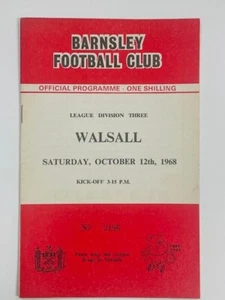 BARNSLEY
FOOTBALL CLUB
OFFICIAL PROGRAMME - ONE SHILLING
LEAGUE DIVISION THREE
WALSALL
SATURDAY, OCTOBER 12th, 1968
KICK-OFF 3-15 P.M.